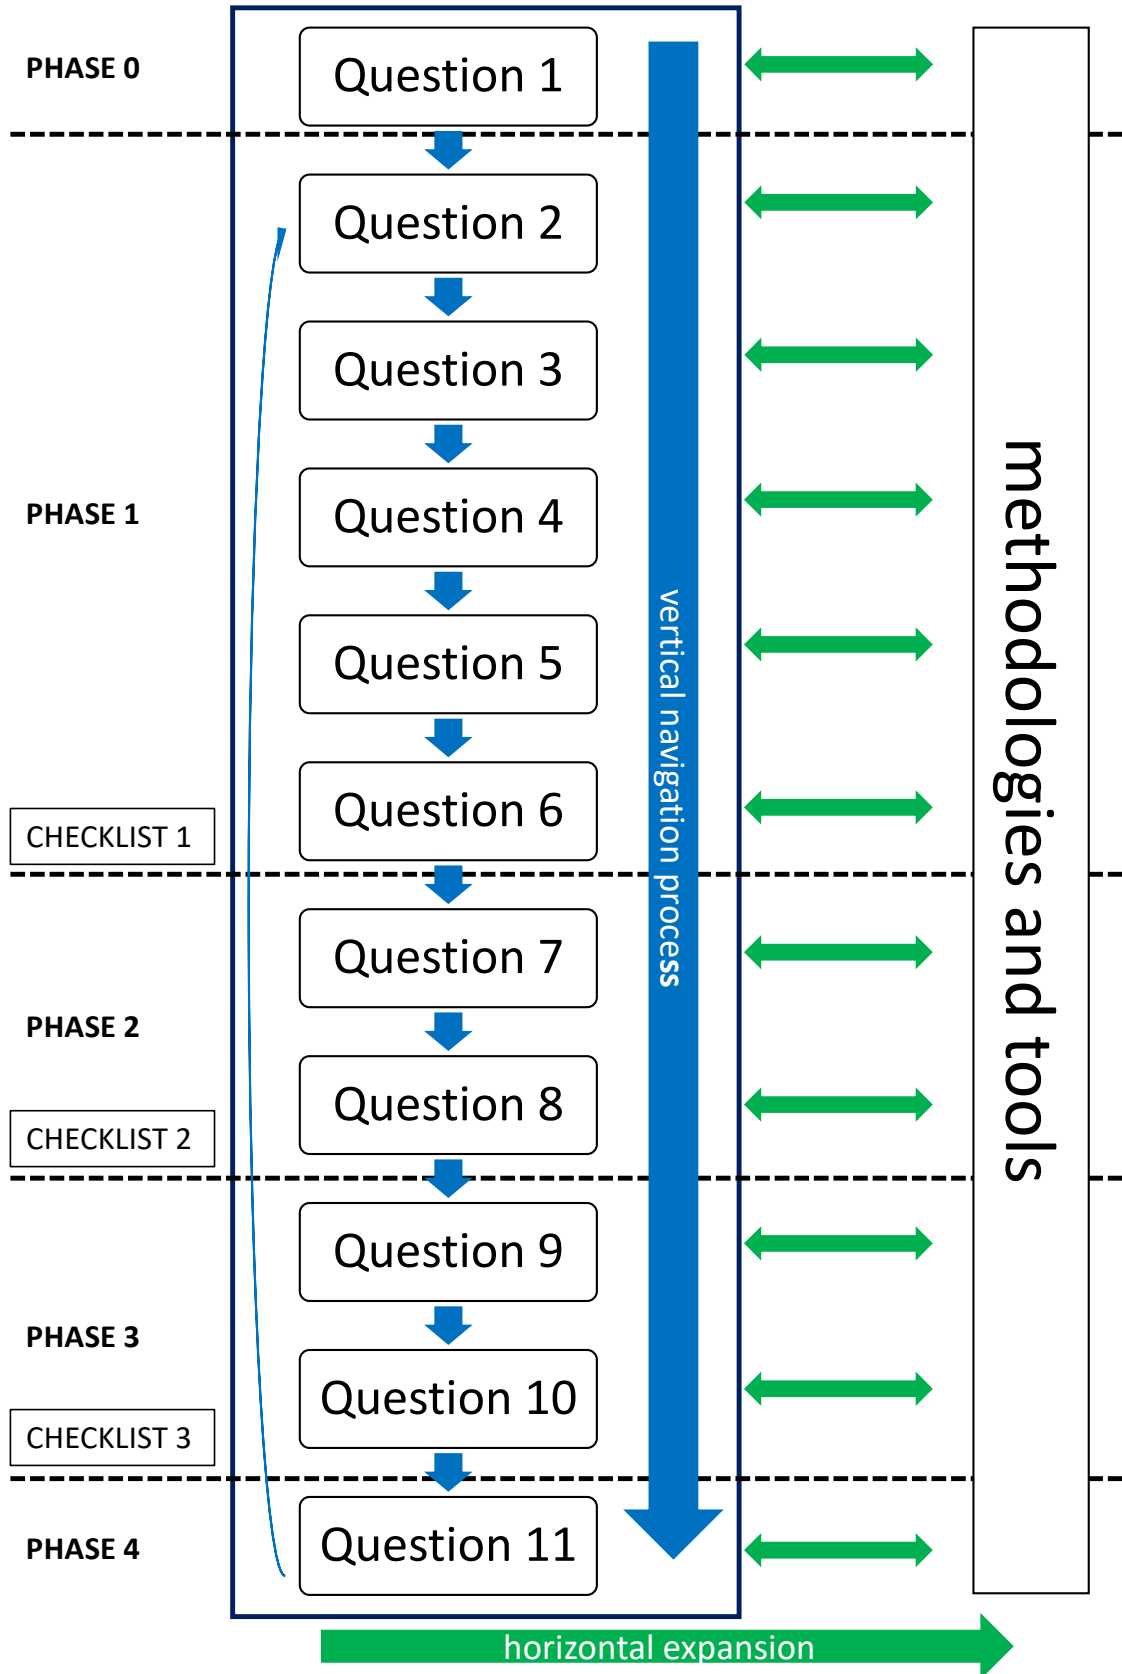 PHASE 0
Question 1
Question 2
Question 3
PHASE 1
Question 4
Question 5
Question 6
CHECKLIST 1
Question 7
PHASE 2
Question 8
CHECKLIST 2
Question 9
PHASE 3
Question 10
CHECKLIST 3
PHASE 4
Question 11
vertical navigation process
methodologies and tools
horizontal expansion